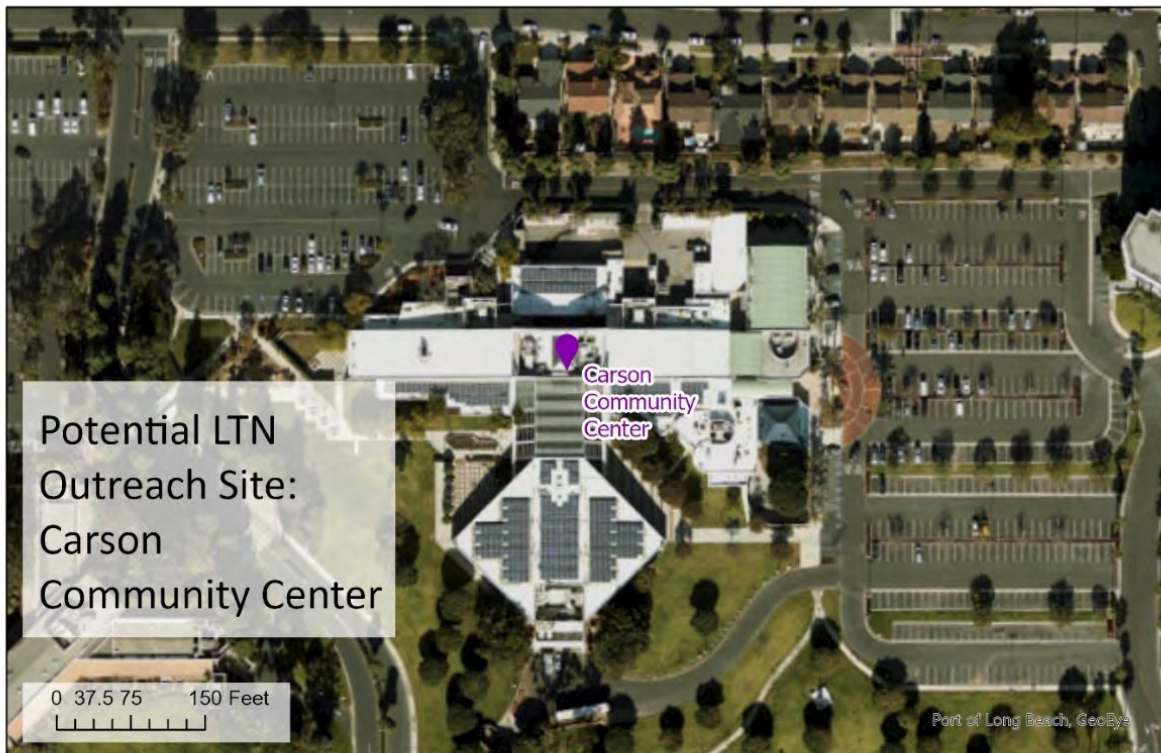 Carson
Community
Center
Potential LTN
Outreach Site:
Carson
Community Center
0 37.5 75 150 Feet
Port of Long Beach, GeoEye